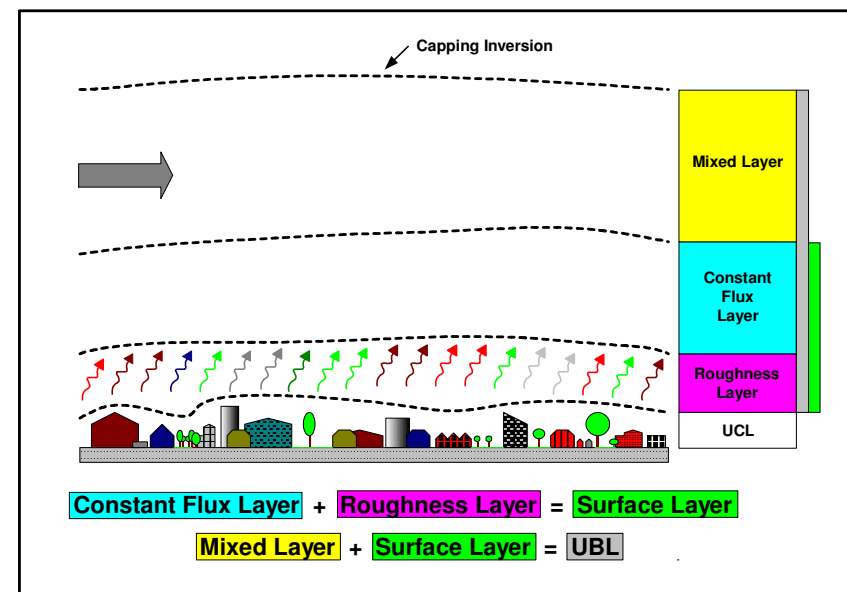 Capping Inversion
Mixed Layer
Constant
Flux
Layer
Roughness
Layer
UCL
Constant Flux Layer + Roughness Layer = Surface Layer
Mixed Layer + Surface Layer = UBL